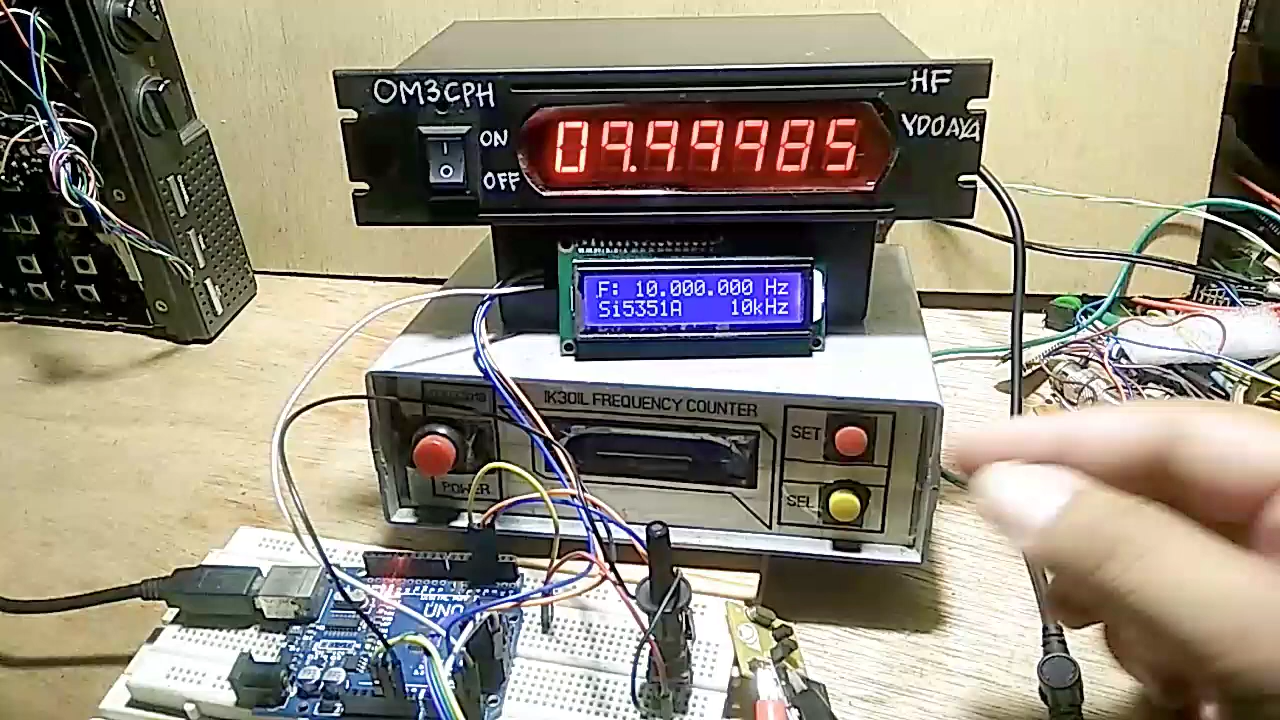 OM3CPH
HF
ON
OFF
YD0AYA
09.99985
F: 10.000.000 Hz
Si5351A 10kHz
IK3OIL FREQUENCY COUNTER
SET
POWER
SEL
UNO